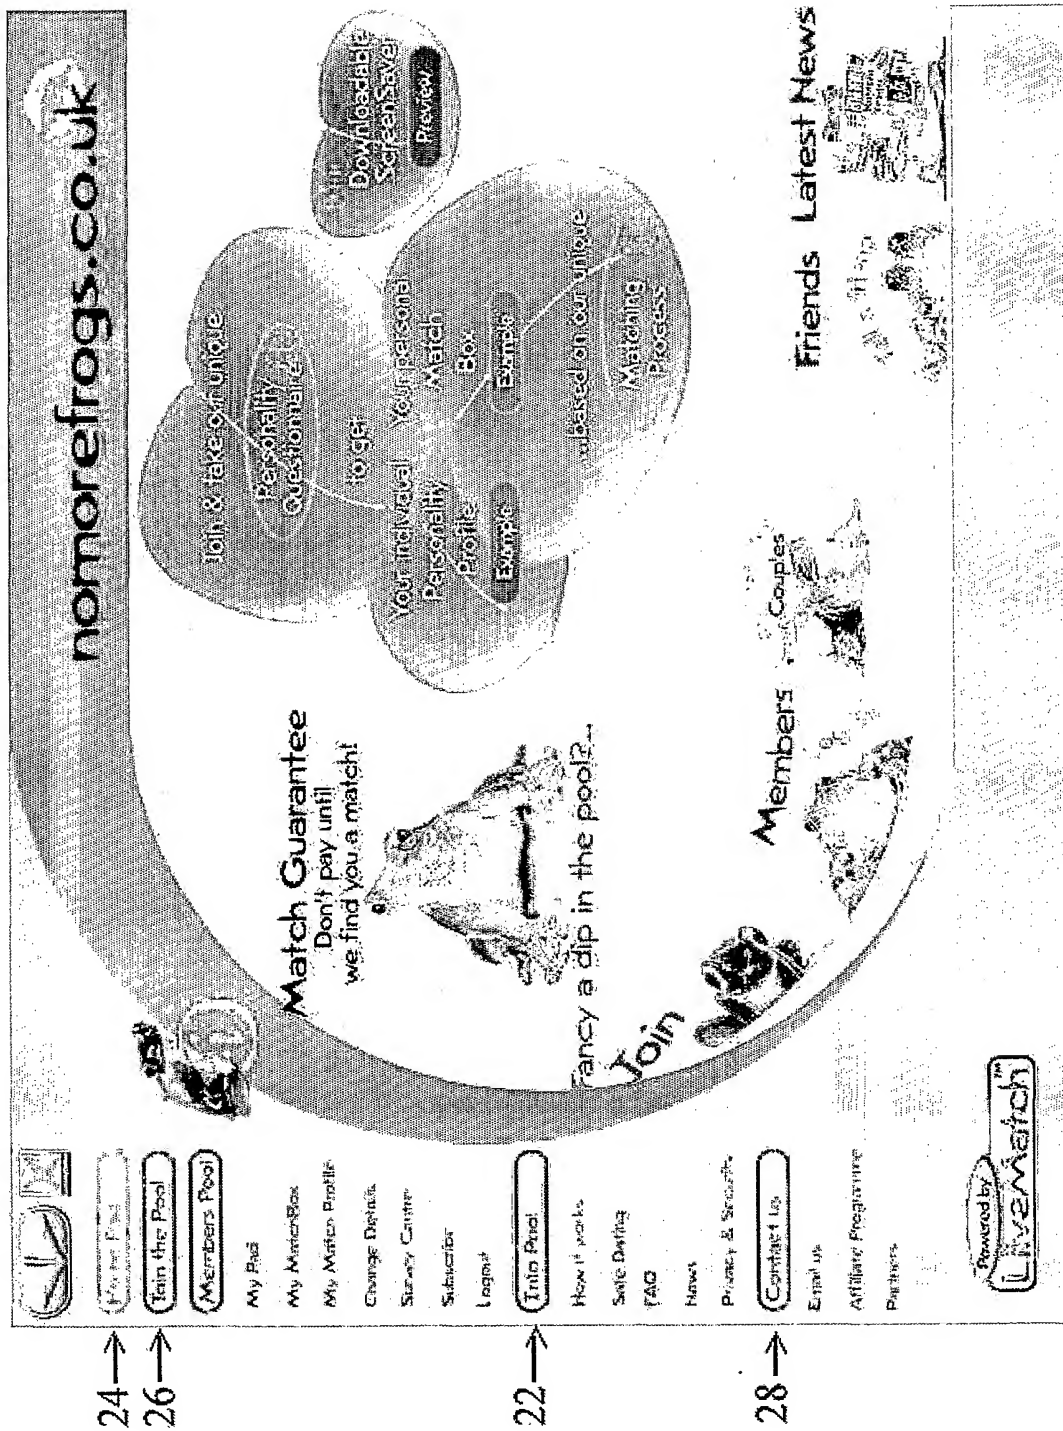 nomorefrogs.co.uk
24
26
22
28
Join the Pool
Members Pool
My Pad
My MatchBox
My Match Profile
Change Details
Survey Centre
Subscribe
Logout
Info Pool
How it works
Safe Dating
FAQ
News
Privacy & Security
Contact us
Email us
Affiliate Programme
Partners
Powered by
LiveMatch™
Match Guarantee
Don't pay until
we find you a match!
Fancy a dip in the pool?...
Join
Members
Couples
Friends
Latest News
Join & take our unique
Personality
Questionnaire
to get
Your individual
Personality
Profile
Example
Your personal
Match
Box
Example
...based on our unique
Matching
Process
Downloadable
ScreenSaver
Preview